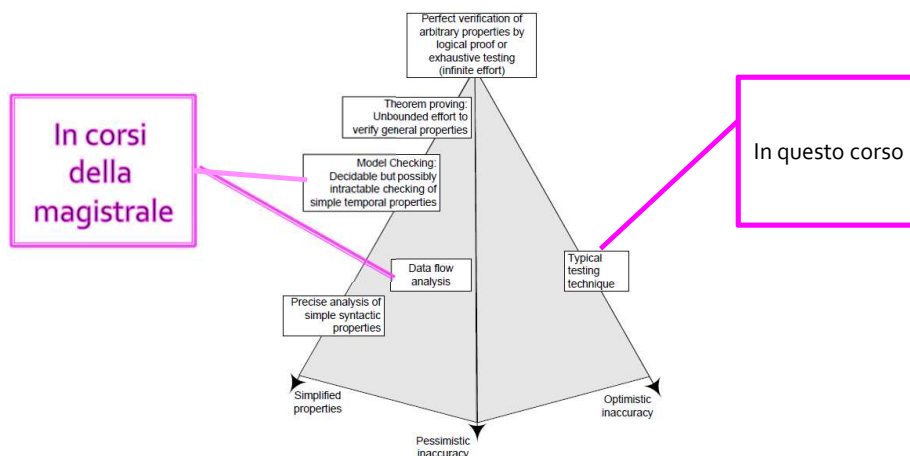 Perfect verification of
arbitrary properties by
logical proof or
exhaustive testing
(infinite effort)
Theorem proving:
Unbounded effort to
verify general properties
In corsi
della
magistrale
In questo corso
Model Checking:
Decidable but possibly
intractable checking of
simple temporal properties
Data flow
analysis
Typical
testing
technique
Precise analysis of
simple syntactic
properties
Simplified
properties
Optimistic
inaccuracy
Pessimistic
inaccuracy